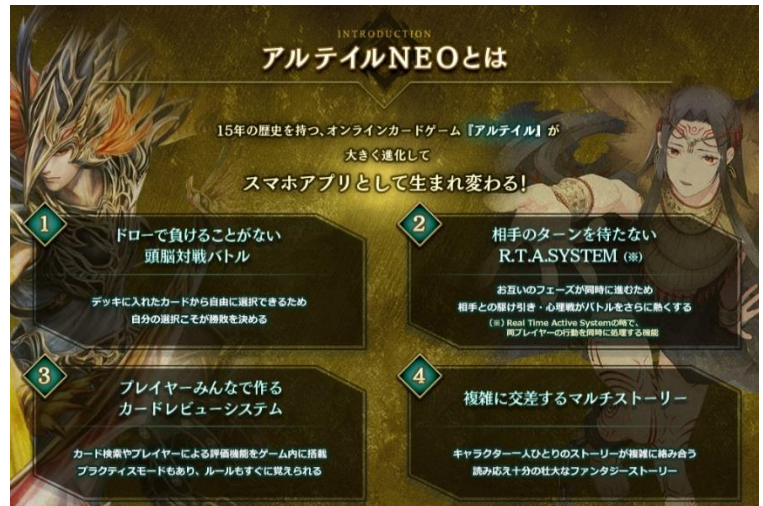 INTRODUCTION
アルテイルNEOとは
15年の歴史を持つ、オンラインカードゲーム『アルテイル』が
大きく進化して
スマホアプリとして生まれ変わる!
1
ドローで負けることがない
頭脳対戦バトル
デッキに入れたカードから自由に選択できるため
自分の選択こそが勝敗を決める
2
相手のターンを待たない
R.T.A.SYSTEM (※)
お互いのフェーズが同時に進むため
相手との駆け引き・心理戦がバトルをさらに熱くする
(※) Real Time Active Systemの略で、
両プレイヤーの行動を同時に処理する機能
3
プレイヤーみんなで作る
カードレビューシステム
カード検索やプレイヤーによる評価機能をゲーム内に搭載
プラクティスモードもあり、ルールもすぐに覚えられる
4
複雑に交差するマルチストーリー
キャラクター一人ひとりのストーリーが複雑に絡み合う
読み応え十分の壮大なファンタジーストーリー